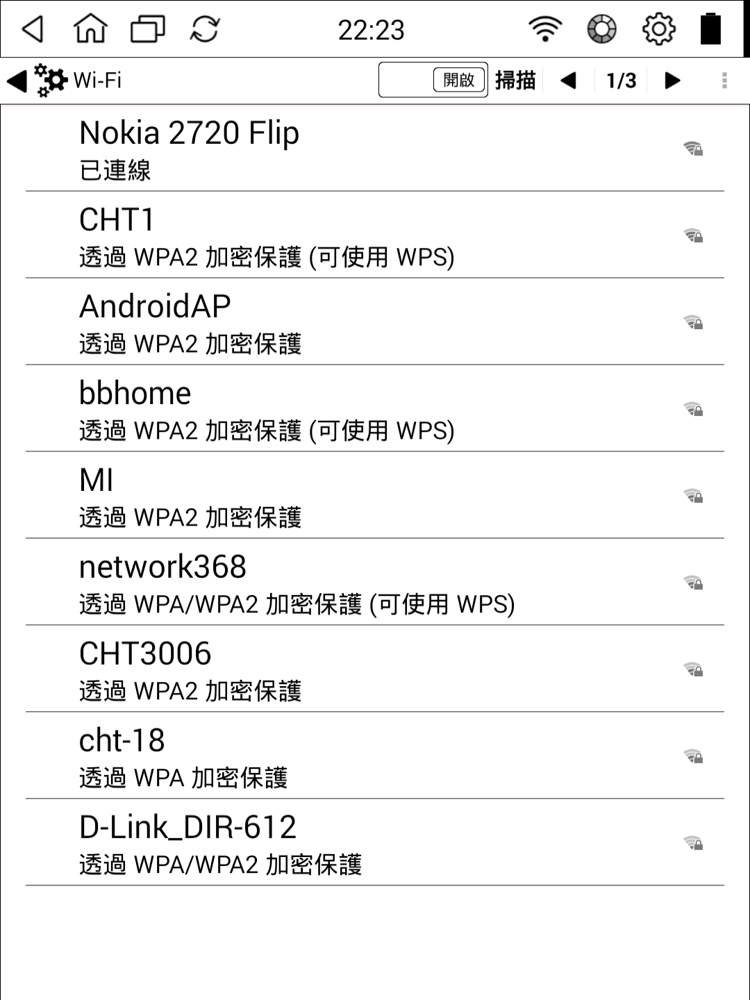 22:23
Wi-Fi 開啟 掃描 1/3
Nokia 2720 Flip
已連線
CHT1
透過 WPA2 加密保護 (可使用 WPS)
AndroidAP
透過 WPA2 加密保護
bbhome
透過 WPA2 加密保護 (可使用 WPS)
MI
透過 WPA2 加密保護
network368
透過 WPA/WPA2 加密保護 (可使用 WPS)
CHT3006
透過 WPA2 加密保護
cht-18
透過 WPA 加密保護
D-Link_DIR-612
透過 WPA/WPA2 加密保護